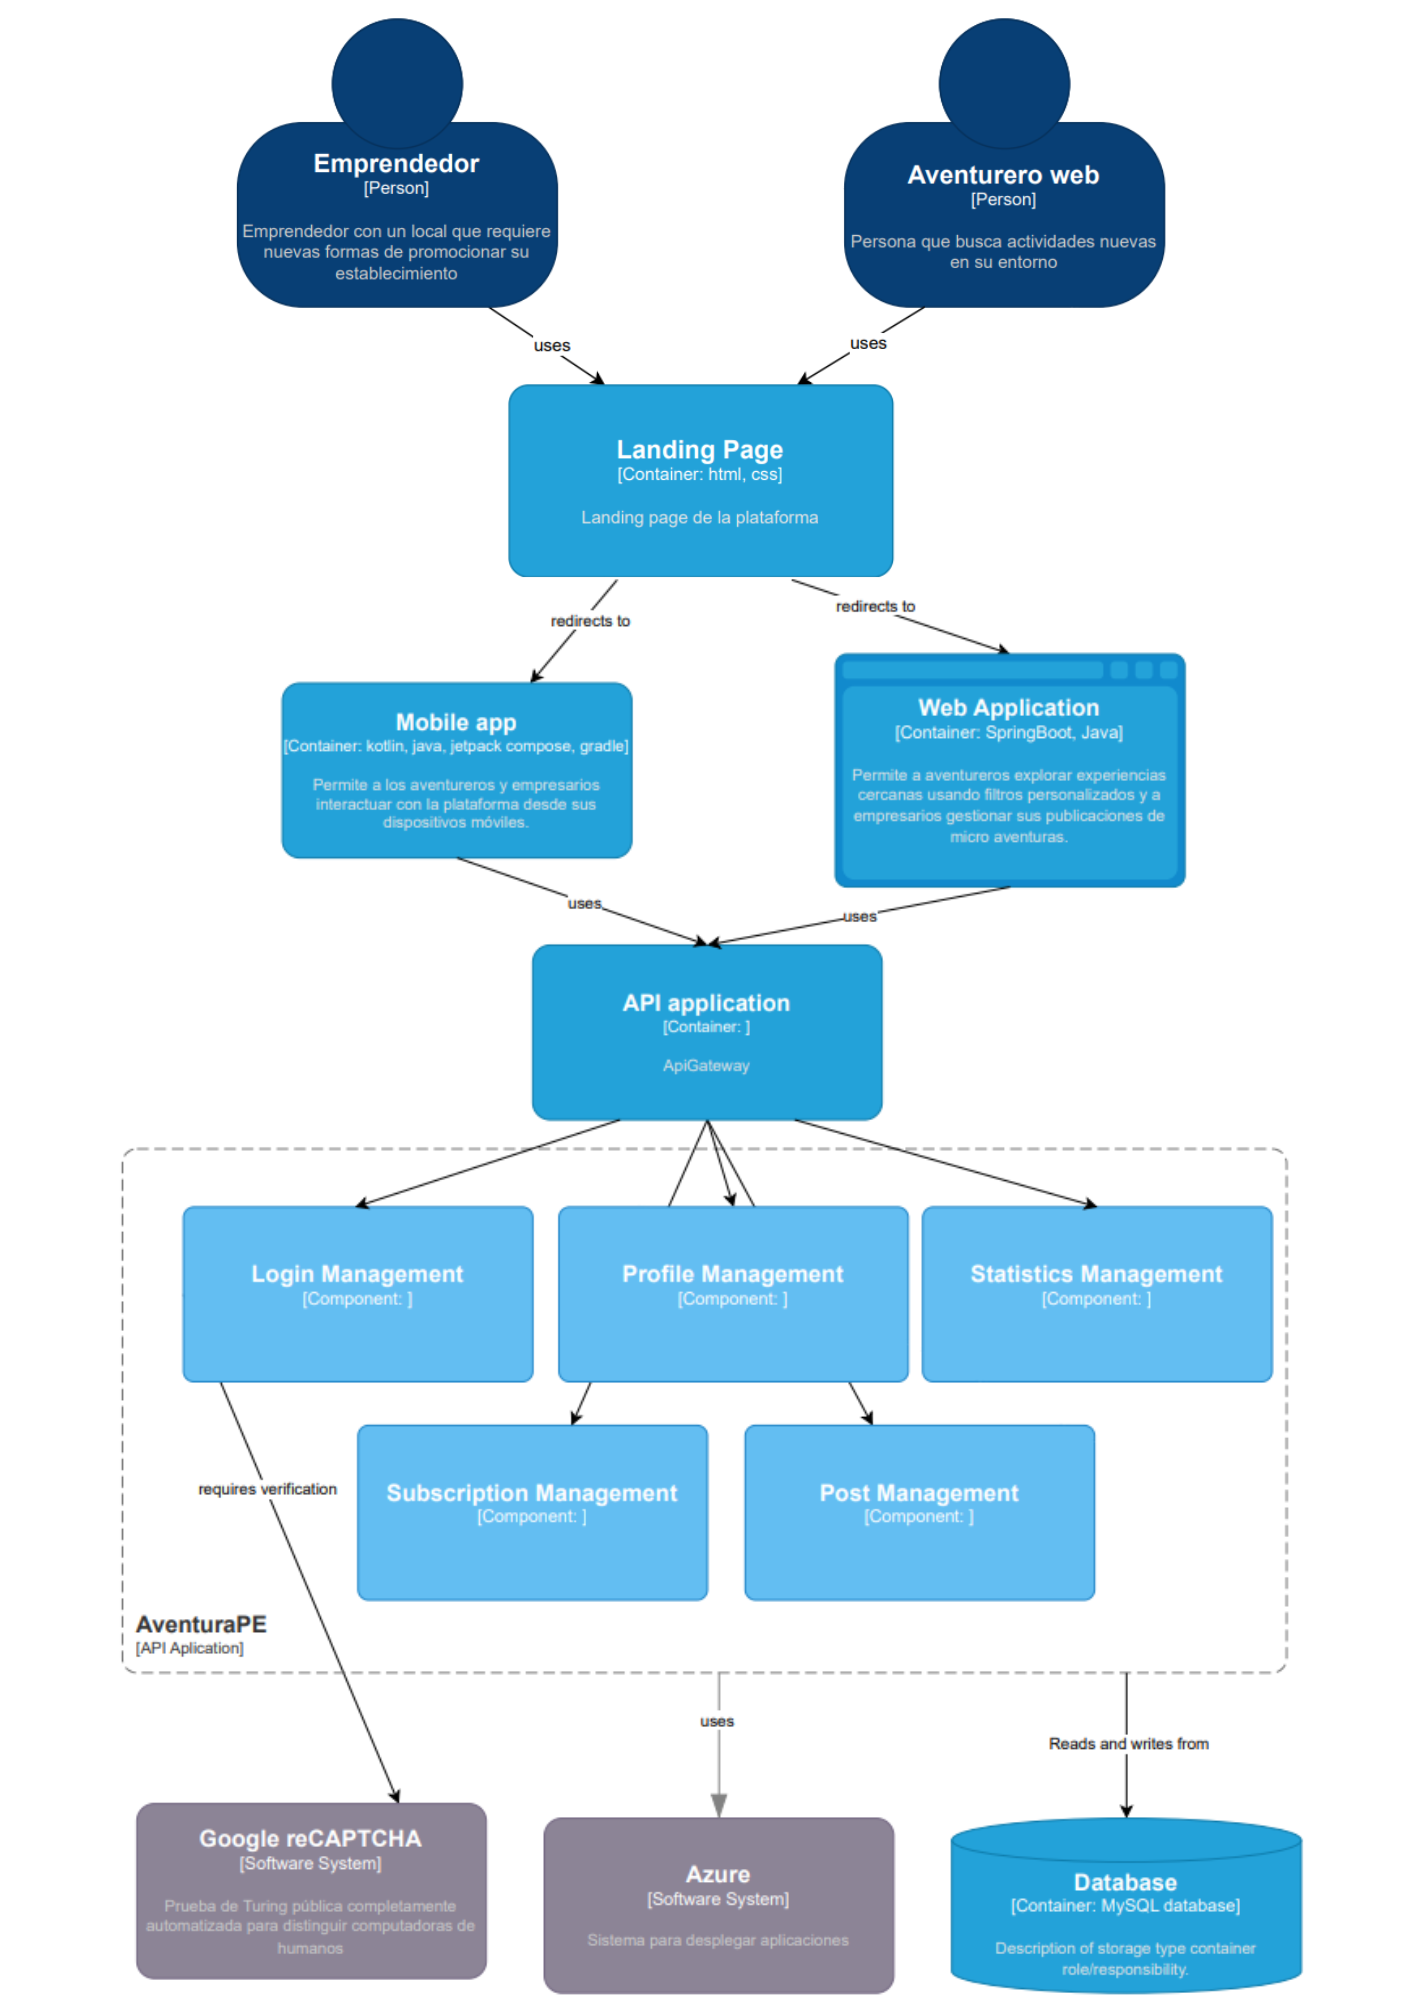 Emprendedor
[Person]
Emprendedor con un local que requiere
nuevas formas de promocionar su
establecimiento
Aventurero web
[Person]
Persona que busca actividades nuevas
en su entorno
uses
uses
Landing Page
[Container: html, css]
Landing page de la plataforma
redirects to
redirects to
Mobile app
[Container: kotlin, java, jetpack compose, gradle]
Permite a los aventureros y empresarios
interactuar con la plataforma desde sus
dispositivos móviles.
Web Application
[Container: SpringBoot, Java]
Permite a aventureros explorar experiencias
cercanas usando filtros personalizados y a
empresarios gestionar sus publicaciones de
micro aventuras.
uses
uses
API application
[Container: ]
ApiGateway
Login Management
[Component: ]
Profile Management
[Component: ]
Statistics Management
[Component: ]
Subscription Management
[Component: ]
Post Management
[Component: ]
requires verification
AventuraPE
[API Aplication]
uses
Reads and writes from
Google reCAPTCHA
[Software System]
Prueba de Turing pública completamente
automatizada para distinguir computadoras de
humanos
Azure
[Software System]
Sistema para desplegar aplicaciones
Database
[Container: MySQL database]
Description of storage type container
role/responsibility.